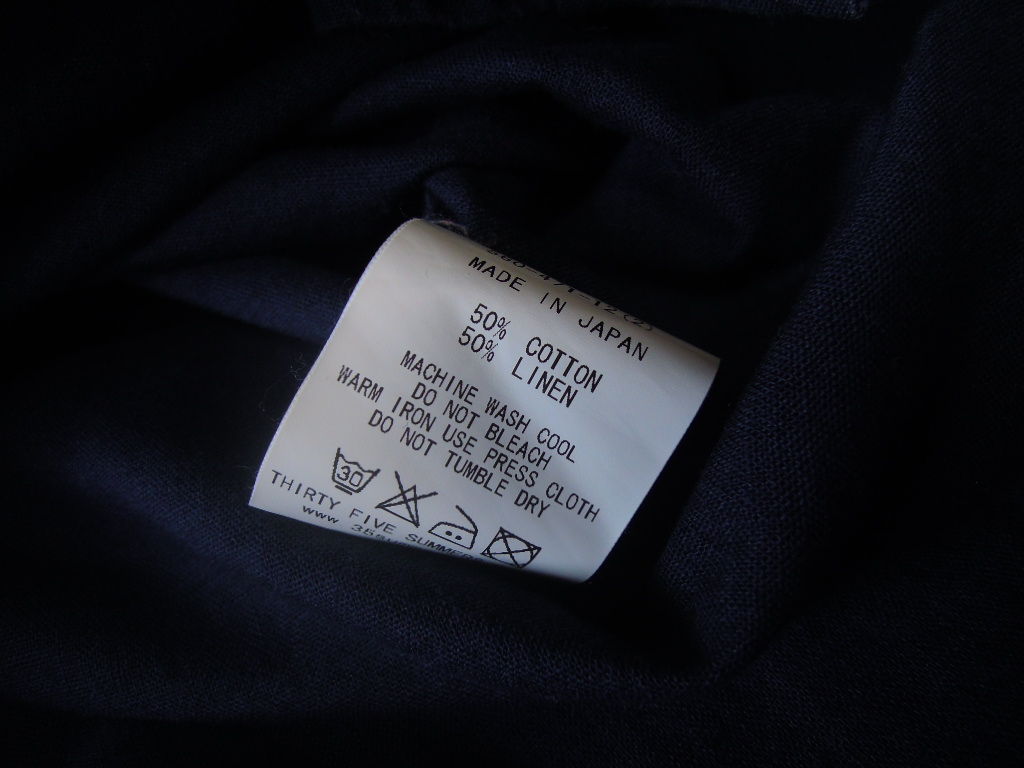 MADE IN JAPAN
50% COTTON
50% LINEN
MACHINE WASH COOL
DO NOT BLEACH
WARM IRON USE PRESS CLOTH
DO NOT TUMBLE DRY
30
THIRTY FIVE SUMMER
www